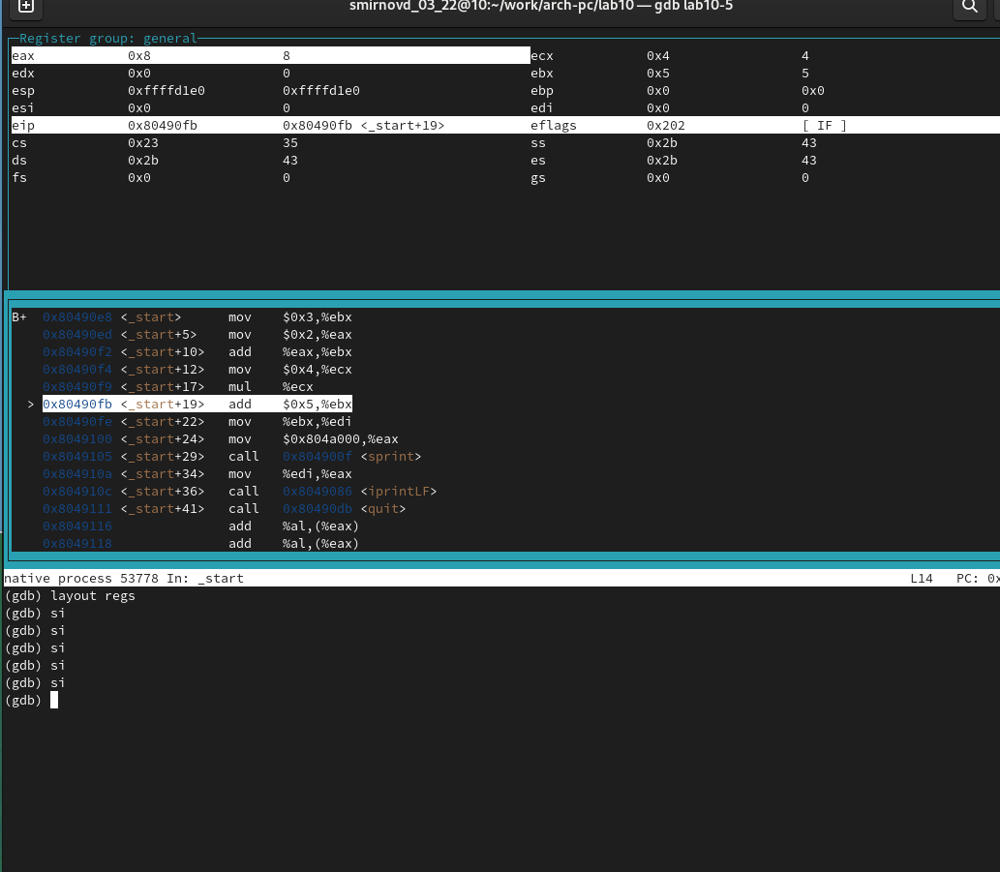 smirnovd_03_22@10:~/work/arch-pc/lab10 — gdb lab10-5
Register group: general
eax 0x8 8 ecx 0x4 4
edx 0x0 0 ebx 0x5 5
esp 0xffffd1e0 0xffffd1e0 ebp 0x0 0x0
esi 0x0 0 edi 0x0 0
eip 0x80490fb 0x80490fb <_start+19> eflags 0x202 [ IF ]
cs 0x23 35 ss 0x2b 43
ds 0x2b 43 es 0x2b 43
fs 0x0 0 gs 0x0 0
B+ 0x80490e8 <_start> mov $0x3,%ebx
0x80490ed <_start+5> mov $0x2,%eax
0x80490f2 <_start+10> add %eax,%ebx
0x80490f4 <_start+12> mov $0x4,%ecx
0x80490f9 <_start+17> mul %ecx
> 0x80490fb <_start+19> add $0x5,%ebx
0x80490fe <_start+22> mov %ebx,%edi
0x8049100 <_start+24> mov $0x804a000,%eax
0x8049105 <_start+29> call 0x804900f <sprint>
0x804910a <_start+34> mov %edi,%eax
0x804910c <_start+36> call 0x8049086 <iprintLF>
0x8049111 <_start+41> call 0x80490db <quit>
0x8049116 add %al,(%eax)
0x8049118 add %al,(%eax)
native process 53778 In: _start L14 PC: 0x
(gdb) layout regs
(gdb) si
(gdb) si
(gdb) si
(gdb) si
(gdb) si
(gdb)